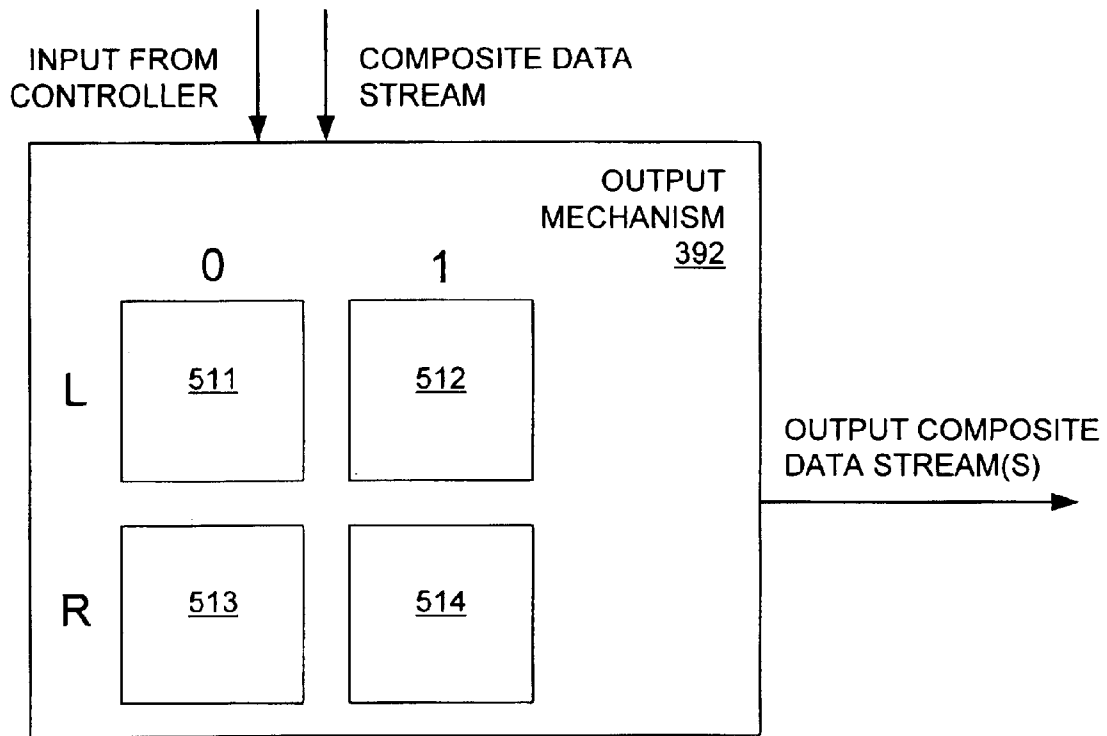 INPUT FROM
CONTROLLER
COMPOSITE DATA
STREAM
OUTPUT
MECHANISM
392
0 1
L 511 512
R 513 514
OUTPUT COMPOSITE
DATA STREAM(S)